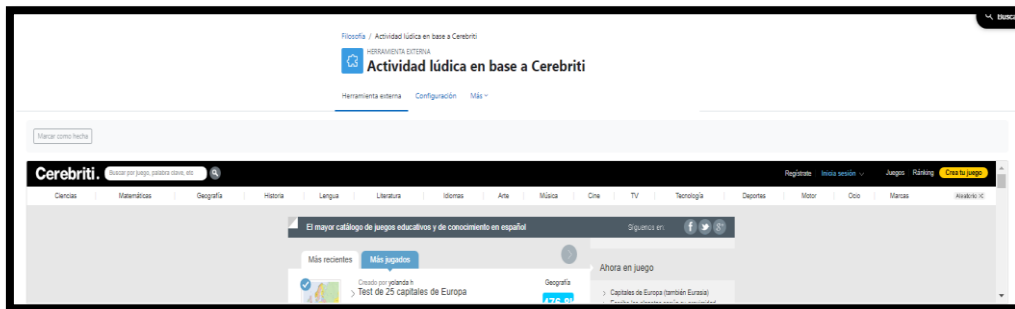 Busca
Filosofía / Actividad lúdica en base a Cerebriti
HERRAMIENTA EXTERNA
Actividad lúdica en base a Cerebriti
Herramienta externa Configuración Más
Marcar como hecha
Cerebriti. Buscar por juego, palabra clave, etc Regístrate Inicia sesión Juegos Ránking Crea tu juego
Ciencias Matemáticas Geografía Historia Lengua Literatura Idiomas Arte Música Cine TV Tecnología Deportes Motor Ocio Marcas Aleatorio
El mayor catálogo de juegos educativos y de conocimiento en español Síguenos en:
Más recientes Más jugados
Ahora en juego
Creado por yolanda h Geografía
> Test de 25 capitales de Europa
> Capitales de Europa (también Eurasia)